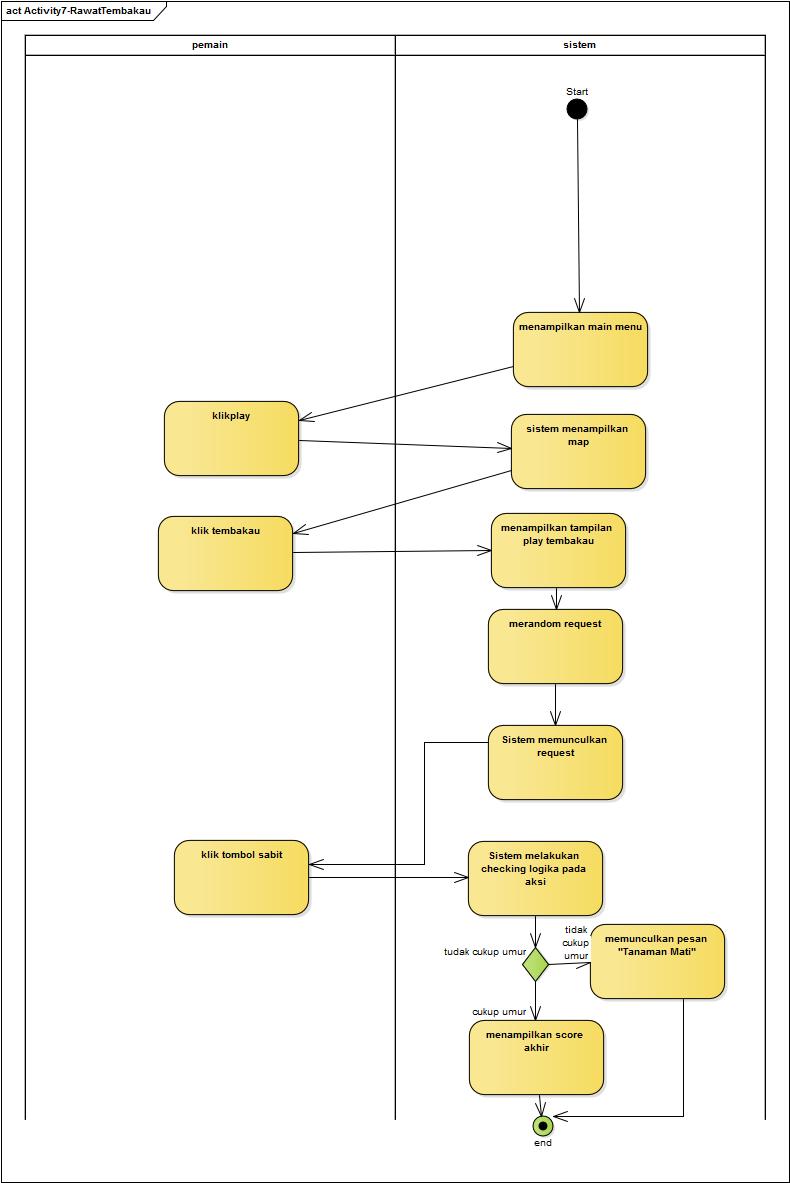 act Activity7-RawatTembakau
pemain
sistem
Start
menampilkan main menu
klikplay
sistem menampilkan
map
klik tembakau
menampilkan tampilan
play tembakau
merandom request
Sistem memunculkan
request
klik tombol sabit
Sistem melakukan
checking logika pada
aksi
tudak cukup umur
tidak
cukup
umur
memunculkan pesan
"Tanaman Mati"
cukup umur
menampilkan score
akhir
end